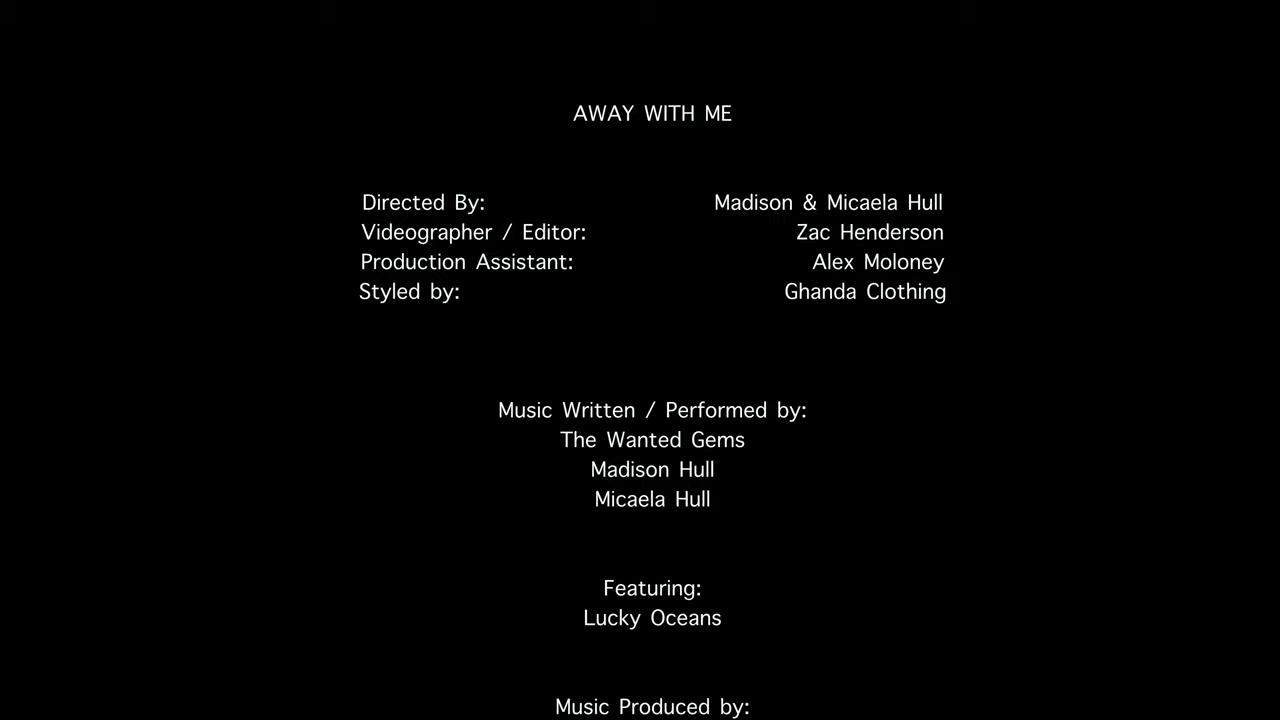 AWAY WITH ME
Directed By: Madison & Micaela Hull
Videographer / Editor: Zac Henderson
Production Assistant: Alex Moloney
Styled by: Ghanda Clothing
Music Written / Performed by:
The Wanted Gems
Madison Hull
Micaela Hull
Featuring:
Lucky Oceans
Music Produced by: